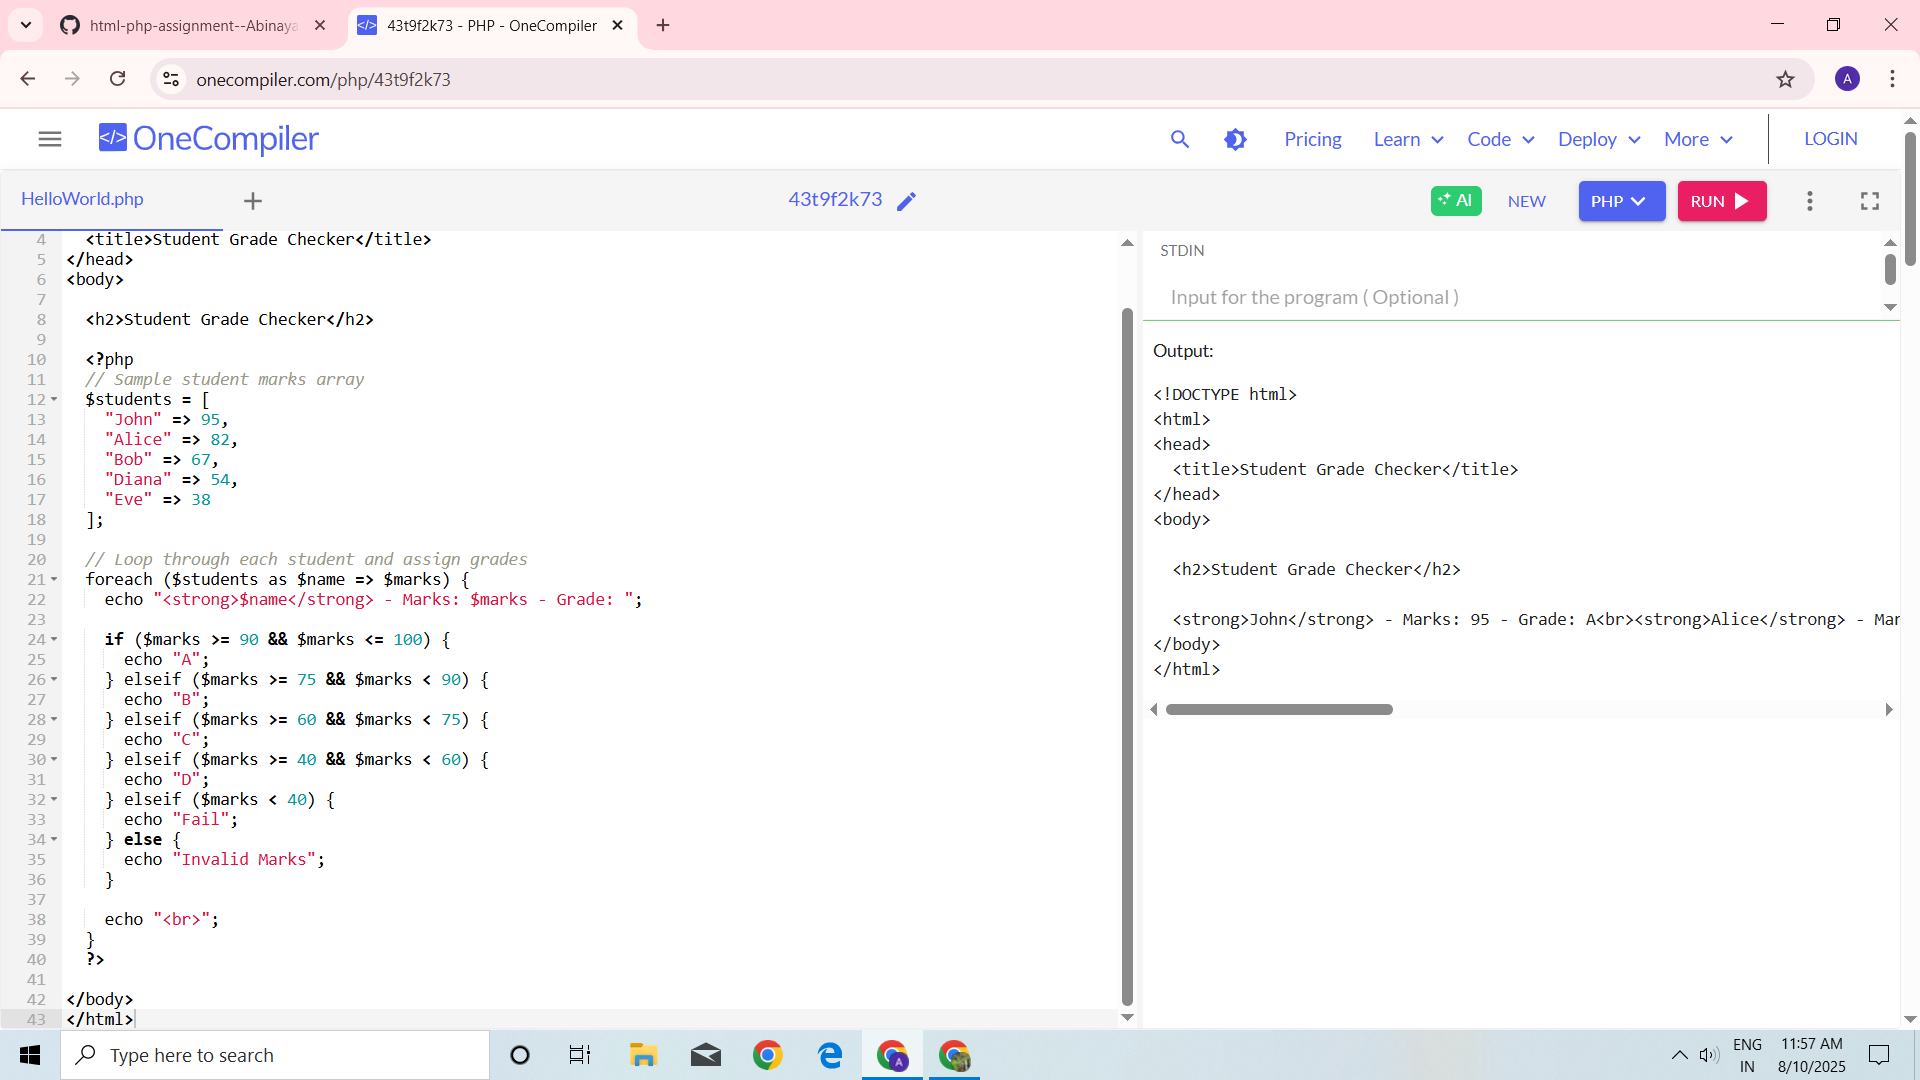 html-php-assignment--Abinaya
43t9f2k73 - PHP - OneCompiler
onecompiler.com/php/43t9f2k73
A
</> OneCompiler
Pricing
Learn
Code
Deploy
More
LOGIN
HelloWorld.php
43t9f2k73
AI
NEW
PHP
RUN
4 <title>Student Grade Checker</title>
5 </head>
6 <body>
7
8 <h2>Student Grade Checker</h2>
9
10 <?php
11 // Sample student marks array
12 $students = [
13 "John" => 95,
14 "Alice" => 82,
15 "Bob" => 67,
16 "Diana" => 54,
17 "Eve" => 38
18 ];
19
20 // Loop through each student and assign grades
21 foreach ($students as $name => $marks) {
22 echo "<strong>$name</strong> - Marks: $marks - Grade: ";
23
24 if ($marks >= 90 && $marks <= 100) {
25 echo "A";
26 } elseif ($marks >= 75 && $marks < 90) {
27 echo "B";
28 } elseif ($marks >= 60 && $marks < 75) {
29 echo "C";
30 } elseif ($marks >= 40 && $marks < 60) {
31 echo "D";
32 } elseif ($marks < 40) {
33 echo "Fail";
34 } else {
35 echo "Invalid Marks";
36 }
37
38 echo "<br>";
39 }
40 ?>
41
42 </body>
43 </html>
STDIN
Input for the program ( Optional )
Output:
<!DOCTYPE html>
<html>
<head>
<title>Student Grade Checker</title>
</head>
<body>
<h2>Student Grade Checker</h2>
<strong>John</strong> - Marks: 95 - Grade: A<br><strong>Alice</strong> - Mar
</body>
</html>
Type here to search
A
ENG
IN
11:57 AM
8/10/2025